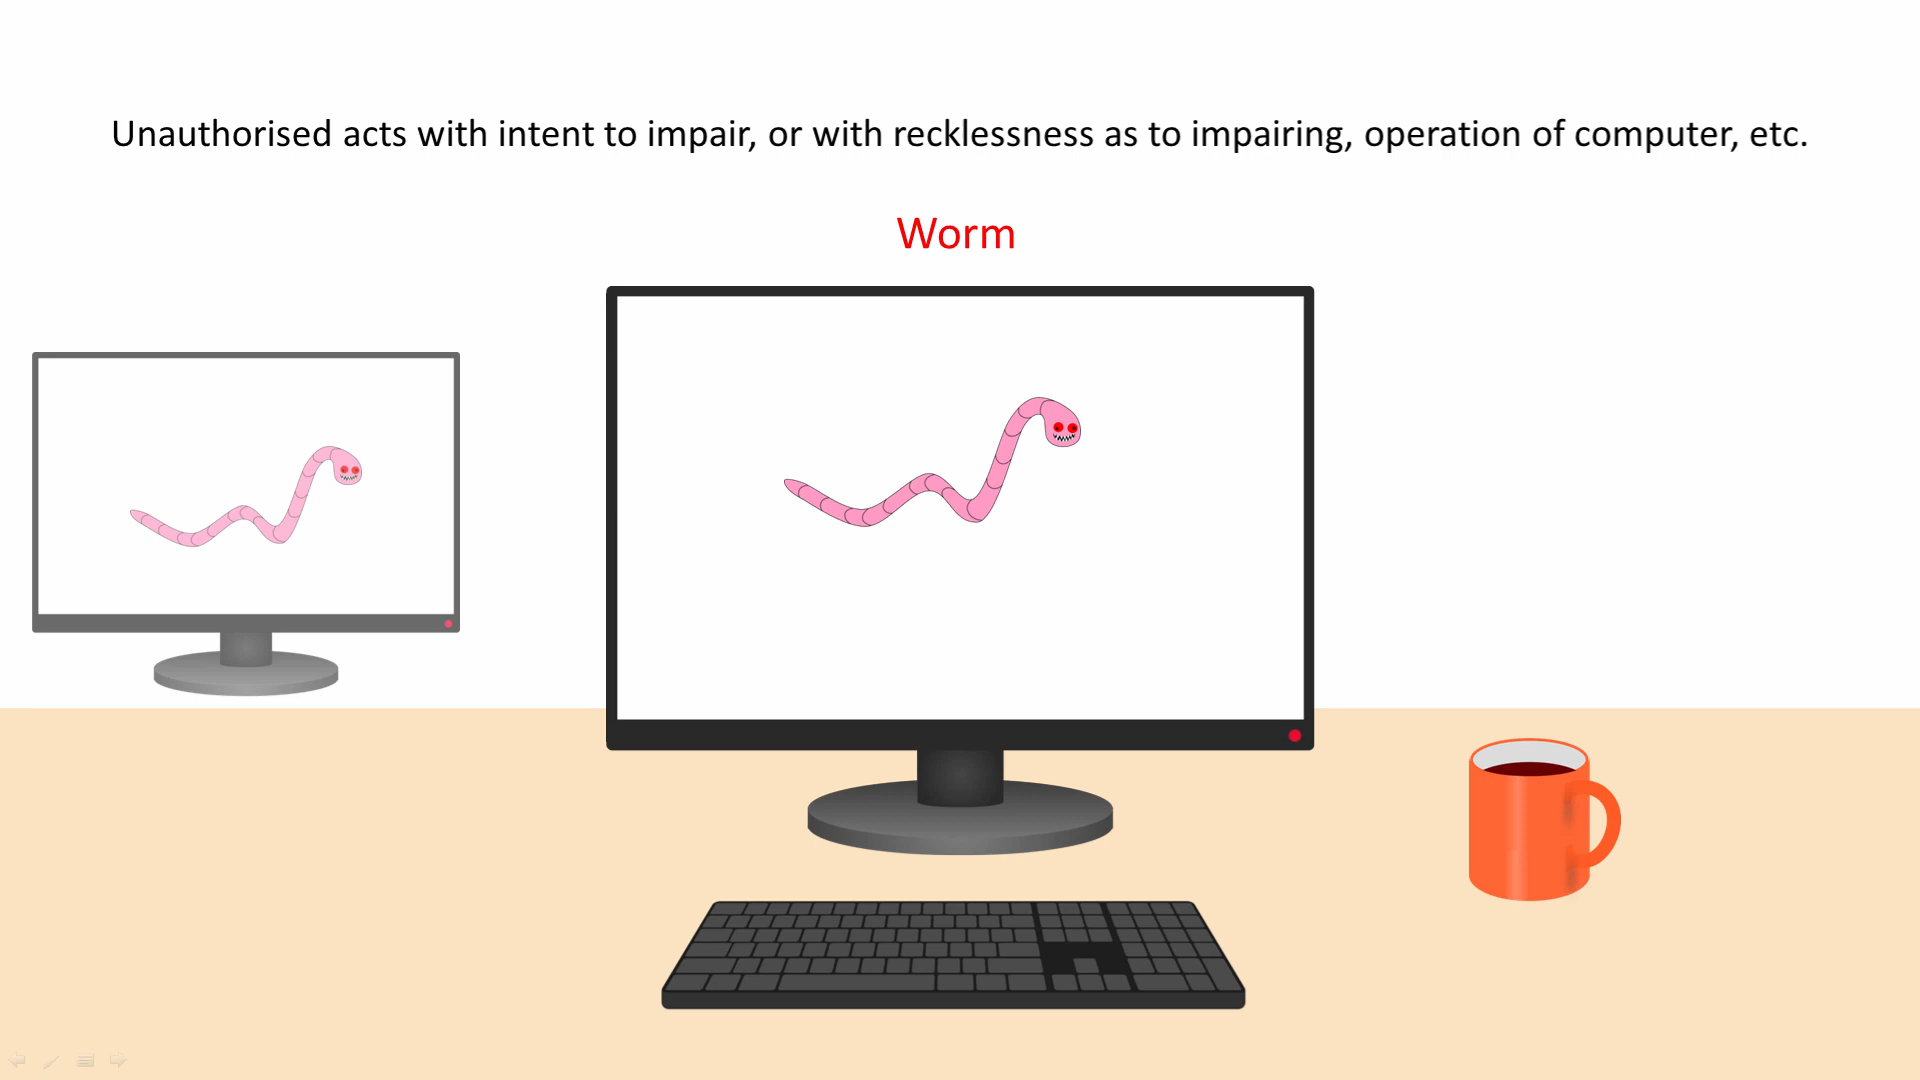 Unauthorised acts with intent to impair, or with recklessness as to impairing, operation of computer, etc.
Worm